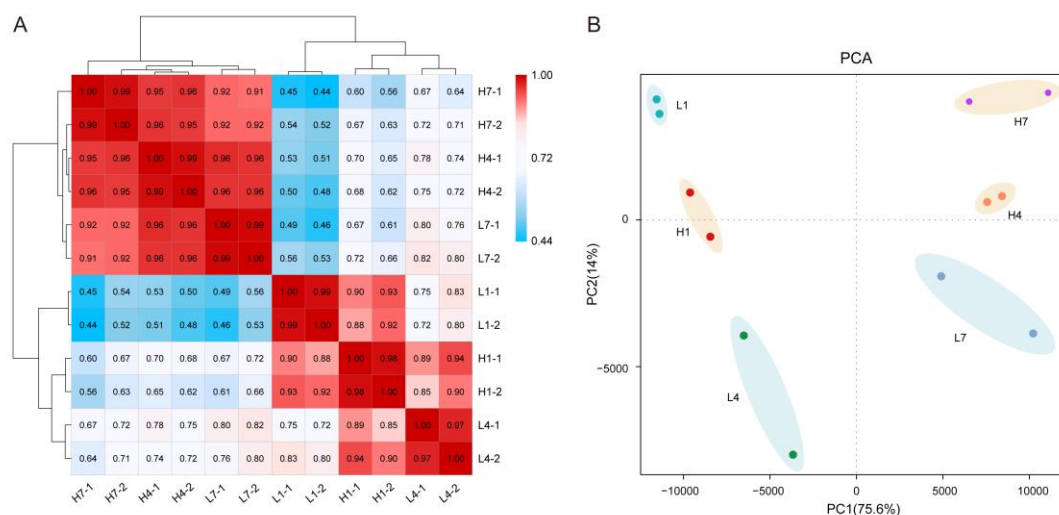 A
1.00 0.99 0.95 0.96 0.92 0.91 0.45 0.44 0.60 0.56 0.67 0.64 H7-1
0.99 1.00 0.96 0.95 0.92 0.92 0.54 0.52 0.67 0.63 0.72 0.71 H7-2
0.95 0.96 1.00 0.99 0.96 0.96 0.53 0.51 0.70 0.65 0.78 0.74 H4-1
0.96 0.95 0.99 1.00 0.96 0.96 0.50 0.48 0.68 0.62 0.75 0.72 H4-2
0.92 0.92 0.96 0.96 1.00 0.99 0.49 0.46 0.67 0.61 0.80 0.76 L7-1
0.91 0.92 0.96 0.96 0.99 1.00 0.56 0.53 0.72 0.66 0.82 0.80 L7-2
0.45 0.54 0.53 0.50 0.49 0.56 1.00 0.99 0.90 0.93 0.75 0.83 L1-1
0.44 0.52 0.51 0.48 0.46 0.53 0.99 1.00 0.88 0.92 0.72 0.80 L1-2
0.60 0.67 0.70 0.68 0.67 0.72 0.90 0.88 1.00 0.98 0.89 0.94 H1-1
0.56 0.63 0.65 0.62 0.61 0.66 0.93 0.92 0.98 1.00 0.85 0.90 H1-2
0.67 0.72 0.78 0.75 0.80 0.82 0.75 0.72 0.89 0.85 1.00 0.97 L4-1
0.64 0.71 0.74 0.72 0.76 0.80 0.83 0.80 0.94 0.90 0.97 1.00 L4-2
H7-1 H7-2 H4-1 H4-2 L7-1 L7-2 L1-1 L1-2 H1-1 H1-2 L4-1 L4-2
1.00
0.72
0.44
B
PCA
L1
H7
H1
H4
L7
L4
PC2(14%)
0
−5000
−10000 −5000 0 5000 10000
PC1(75.6%)